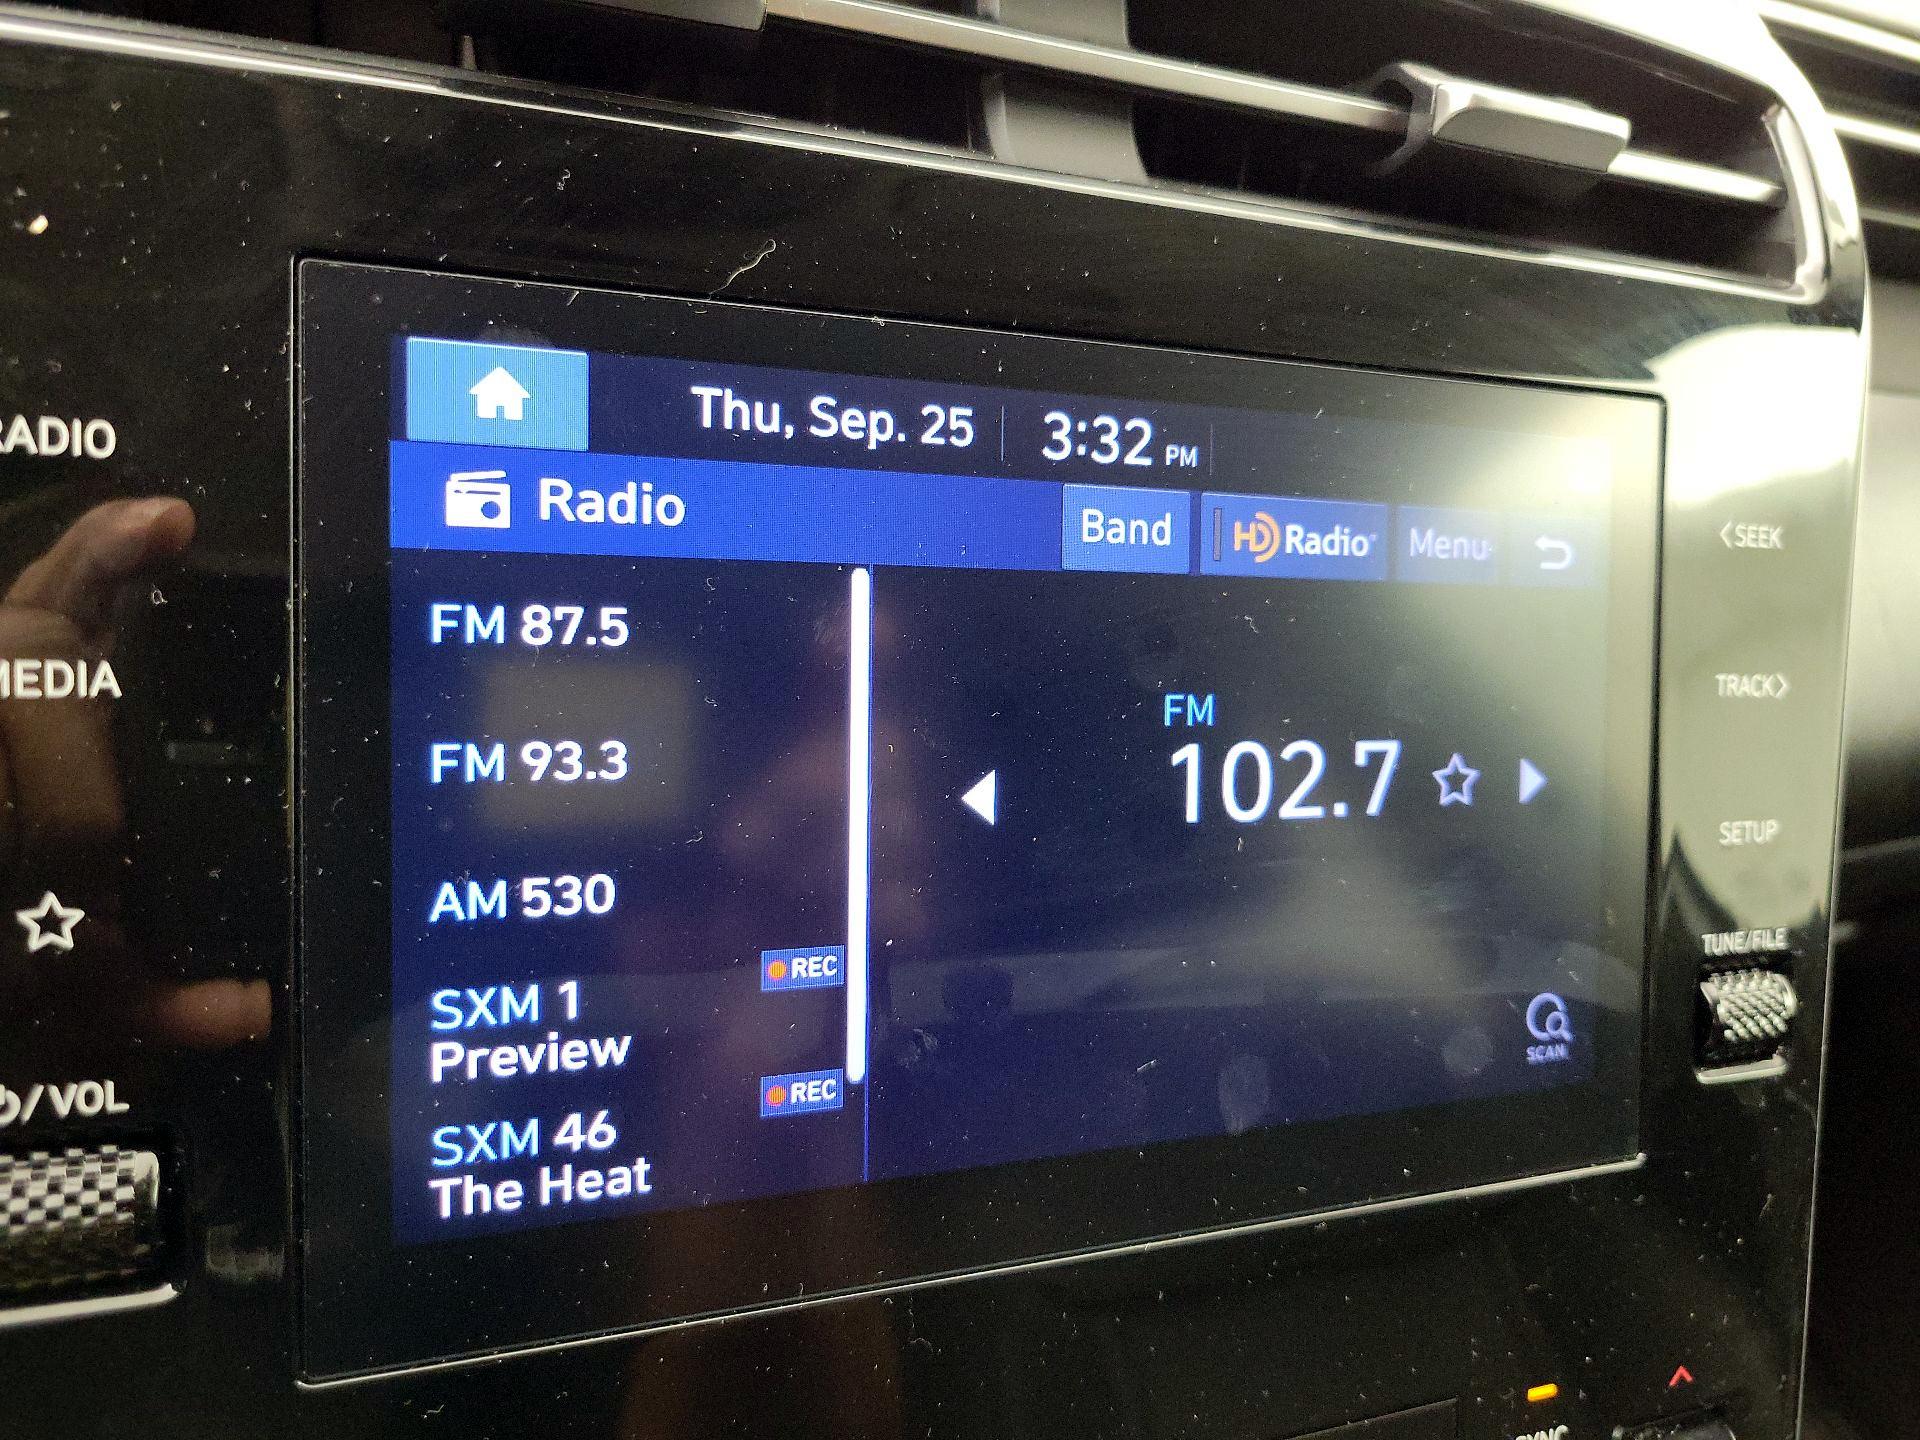 RADIO
MEDIA
/VOL
Thu, Sep. 25
3:32 PM
Radio
Band
HD Radio
Menu
FM 87.5
FM 93.3
AM 530
REC
SXM 1
Preview
REC
SXM 46
The Heat
FM
102.7
SCAN
SEEK
TRACK
SETUP
TUNE/FILE
SYNC